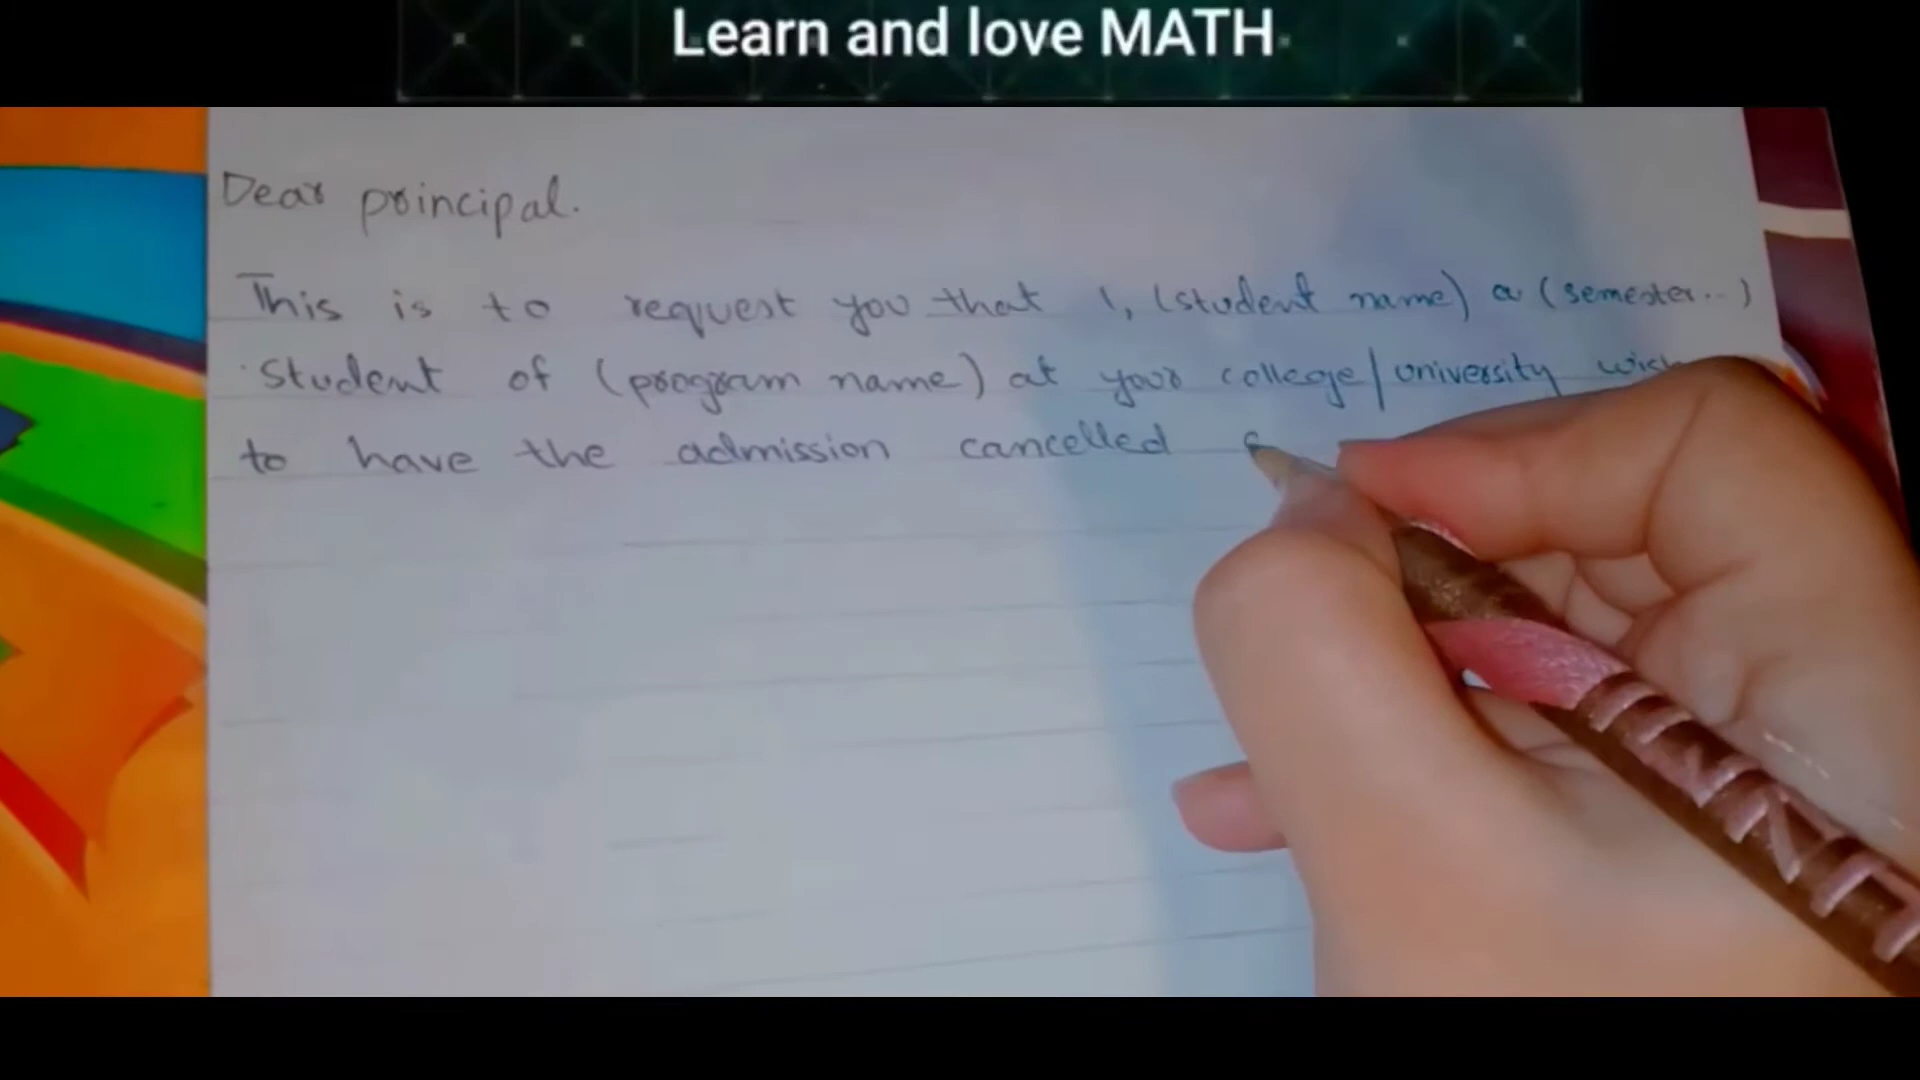 Learn and love MATH
Dear principal.
This is to request you that I, (student name) a (semester..)
student of (program name) at your college/university
to have the admission cancelled